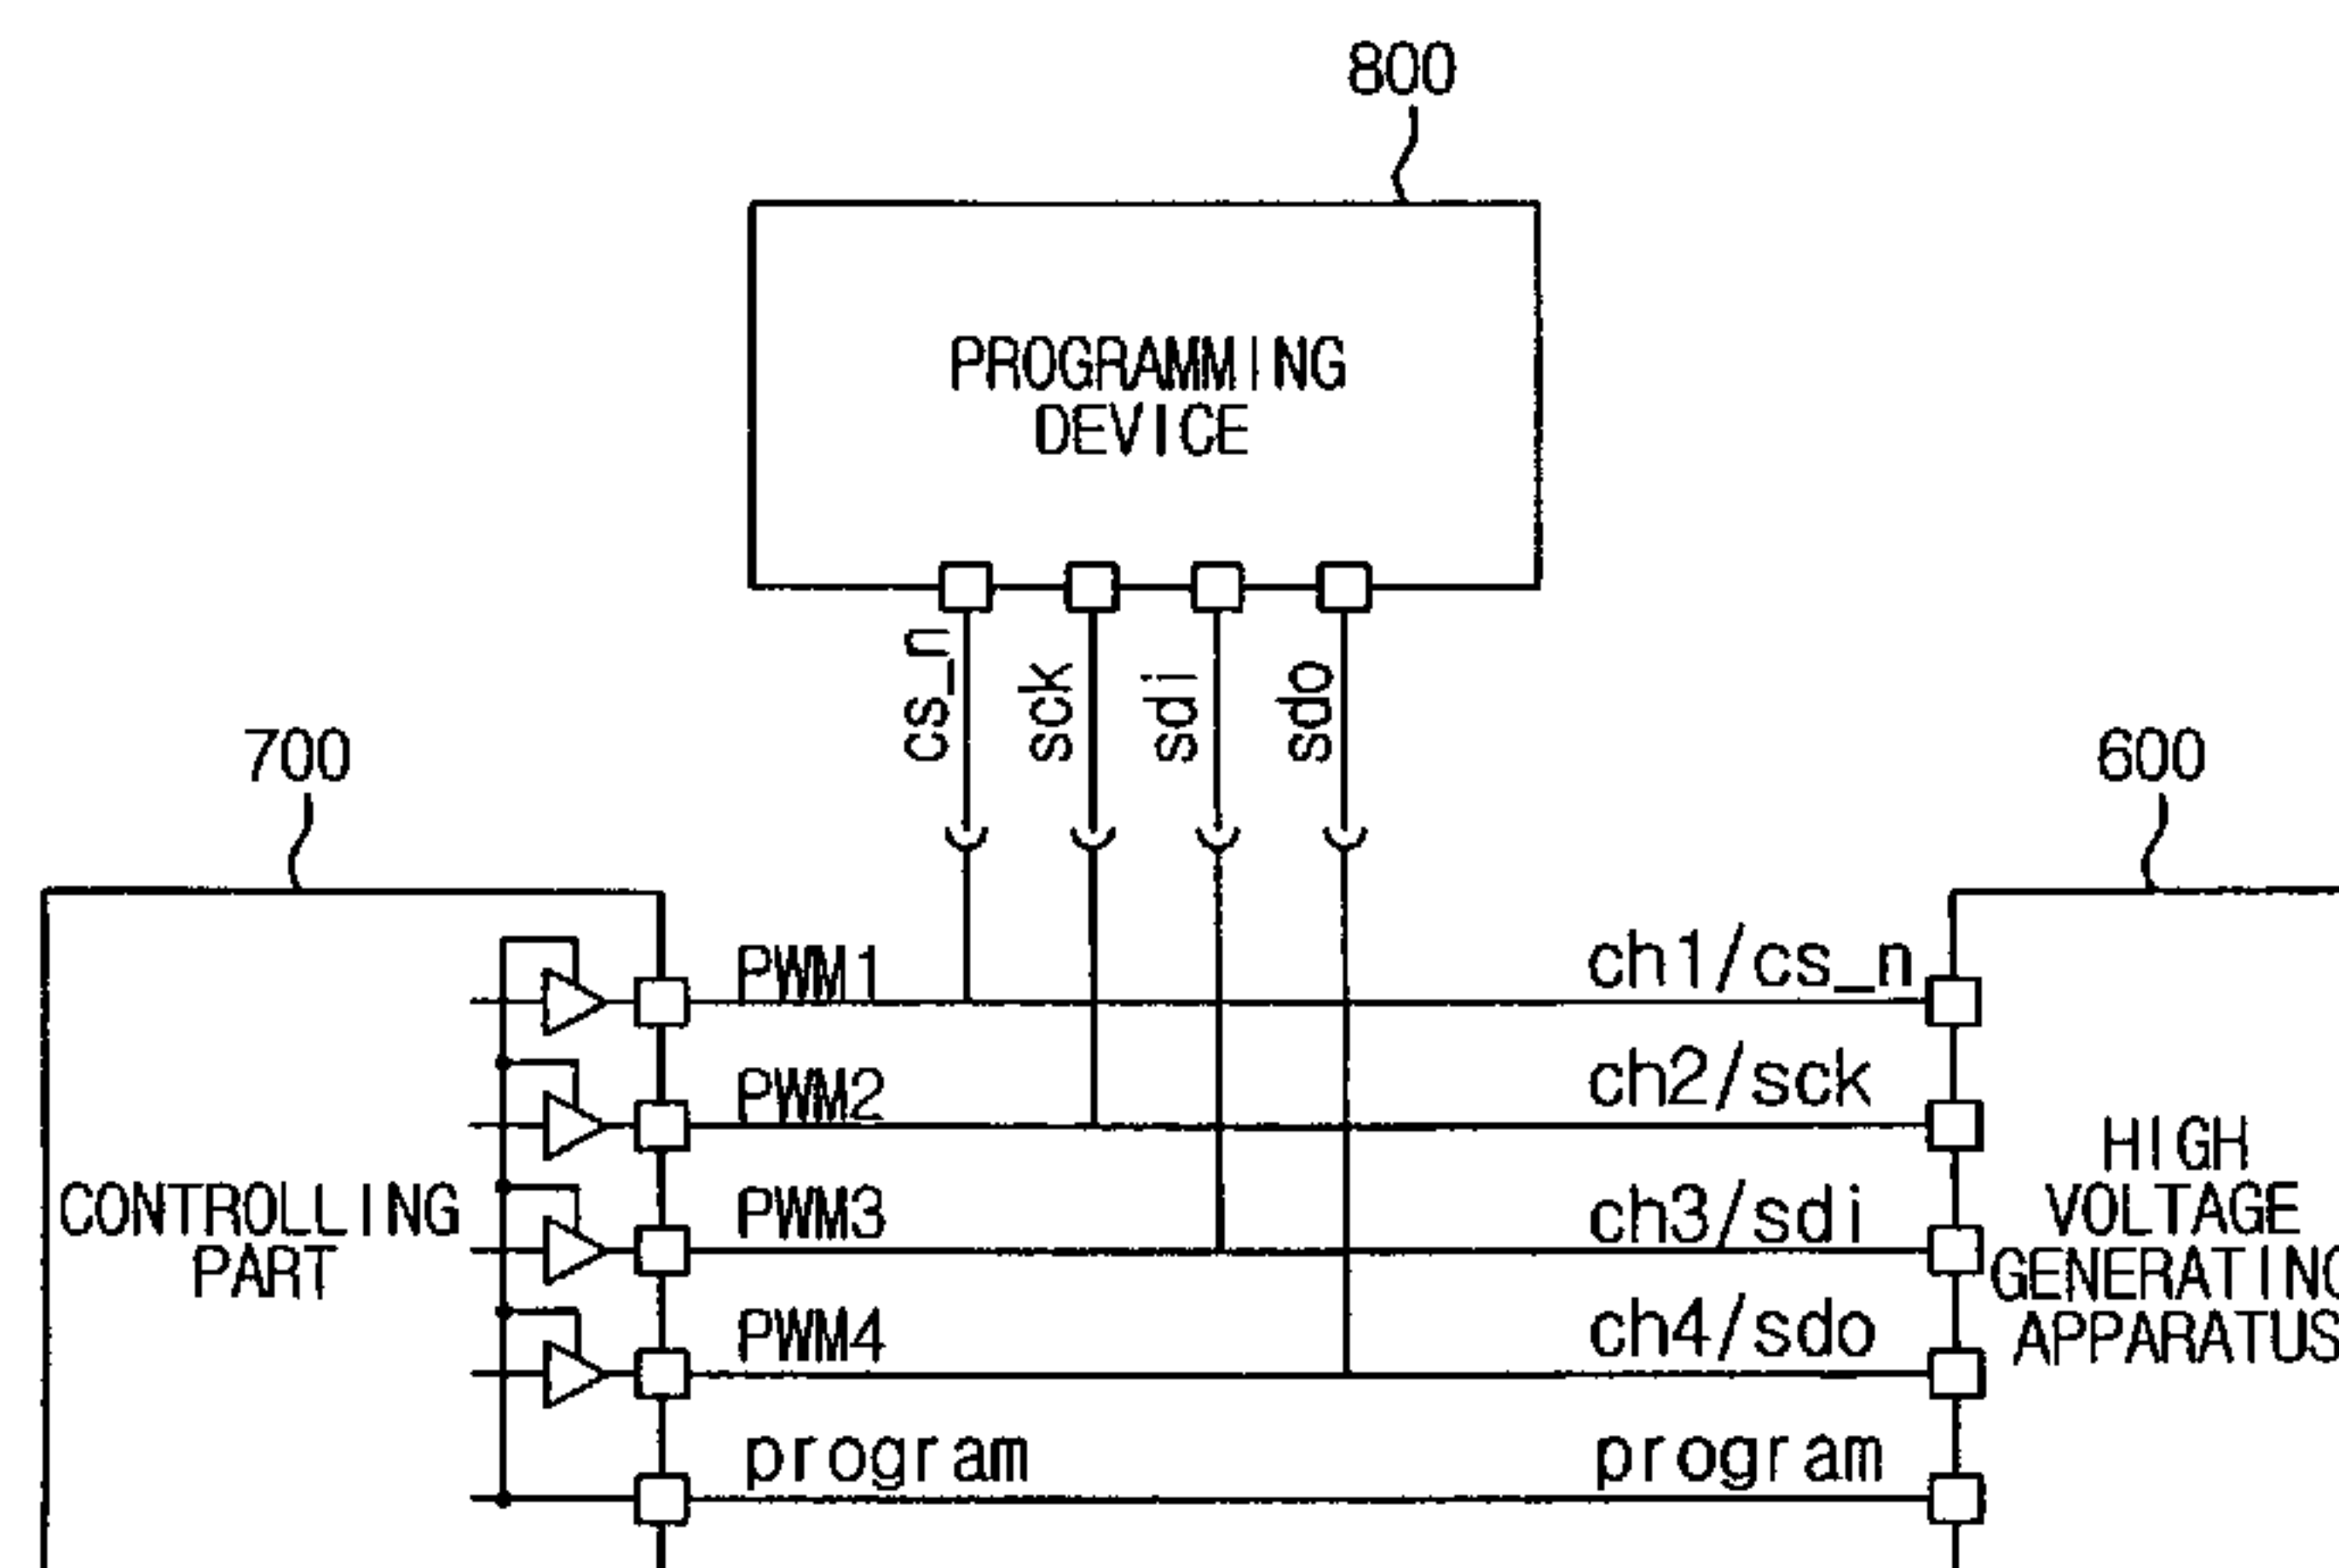 800
PROGRAMMING
DEVICE
cs_n
sck
sdi
sdo
700
600
PWM1
ch1/cs_n
PWM2
ch2/sck
CONTROLLING
PART
PWM3
ch3/sdi
HIGH
VOLTAGE
GENERATING
APPARATUS
PWM4
ch4/sdo
program
program